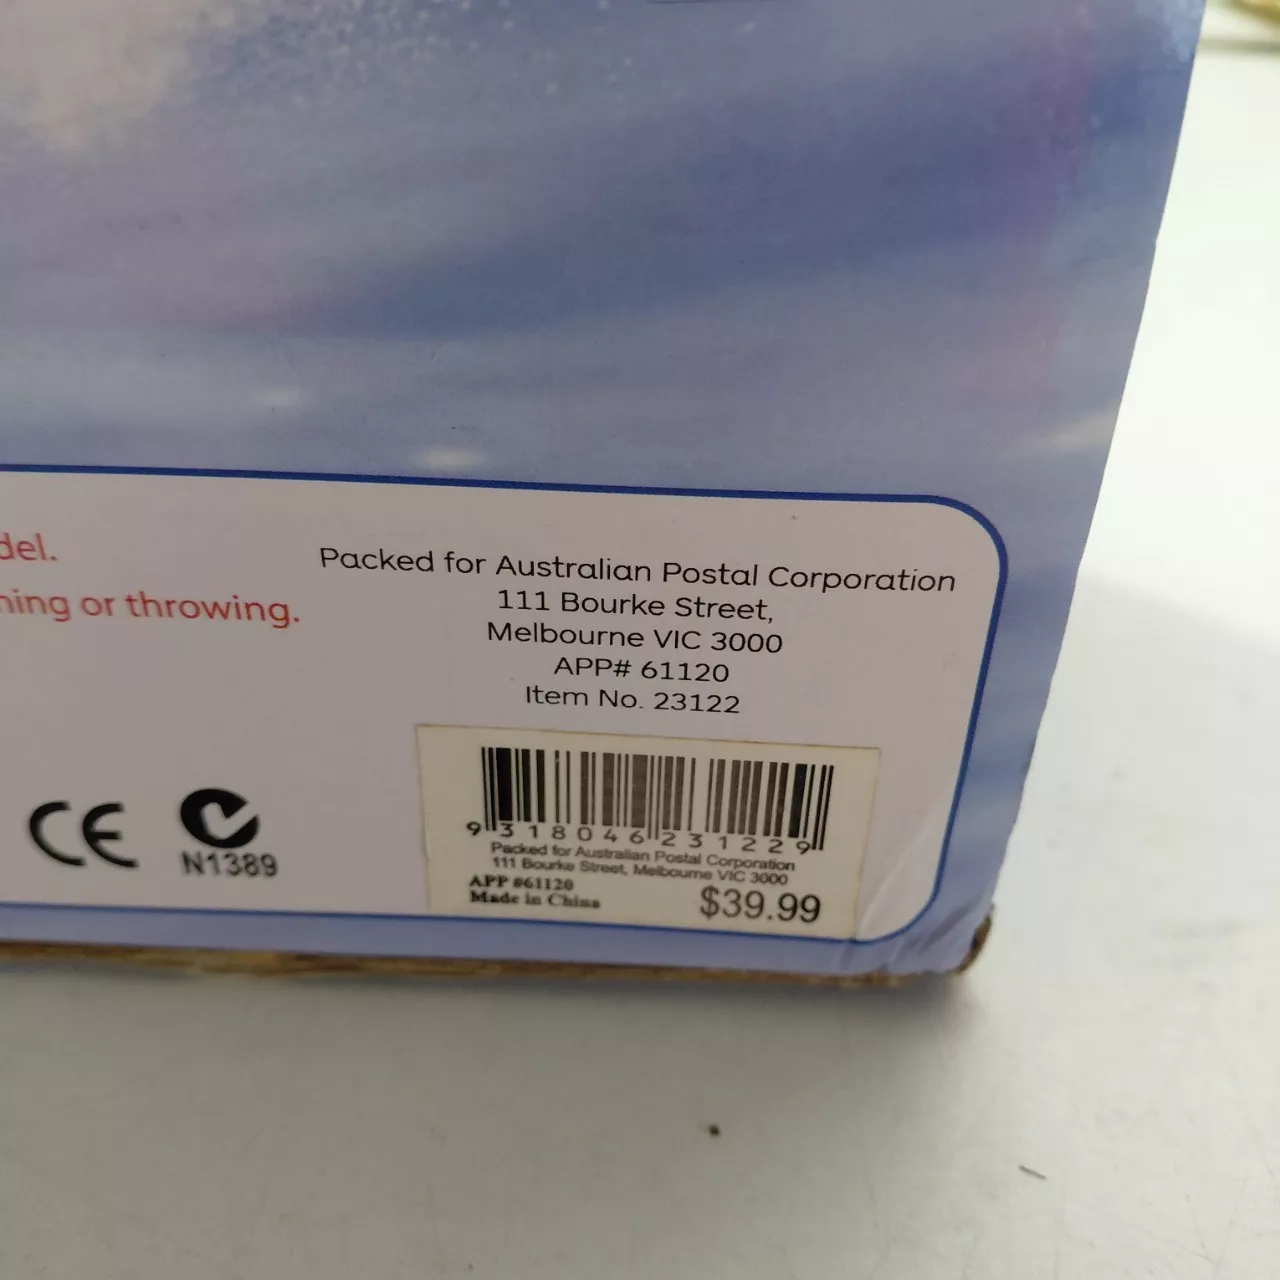 del.
ning or throwing.
Packed for Australian Postal Corporation
111 Bourke Street,
Melbourne VIC 3000
APP# 61120
Item No. 23122
CE
N1389
9 318046 231229
Packed for Australian Postal Corporation
111 Bourke Street, Melbourne VIC 3000
APP #61120
Made in China
$39.99